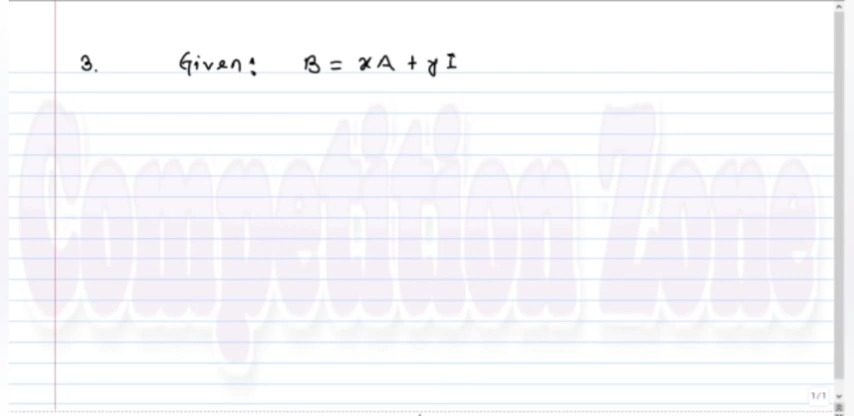 3. Given: B = xA + yI
Competition Zone
1/1